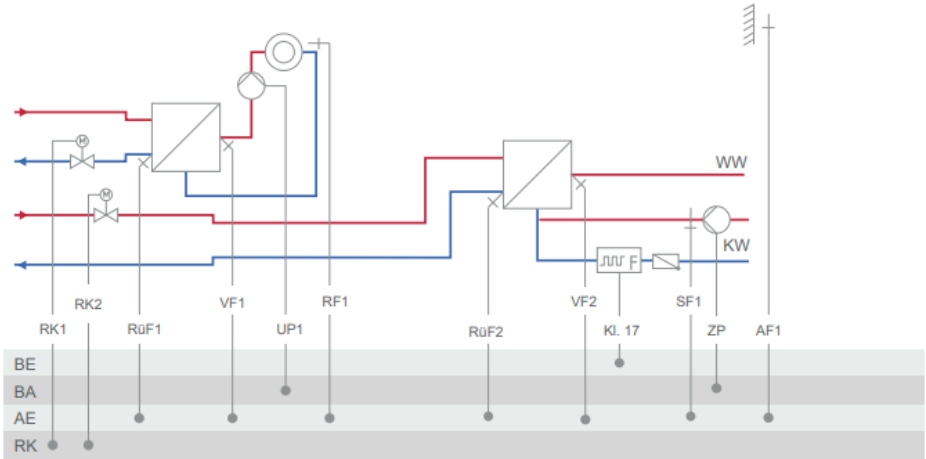 M
M
F
WW
KW
RK1
RK2
RüF1
VF1
UP1
RF1
RüF2
Kl. 17
VF2
SF1
ZP
AF1
BE
BA
AE
RK